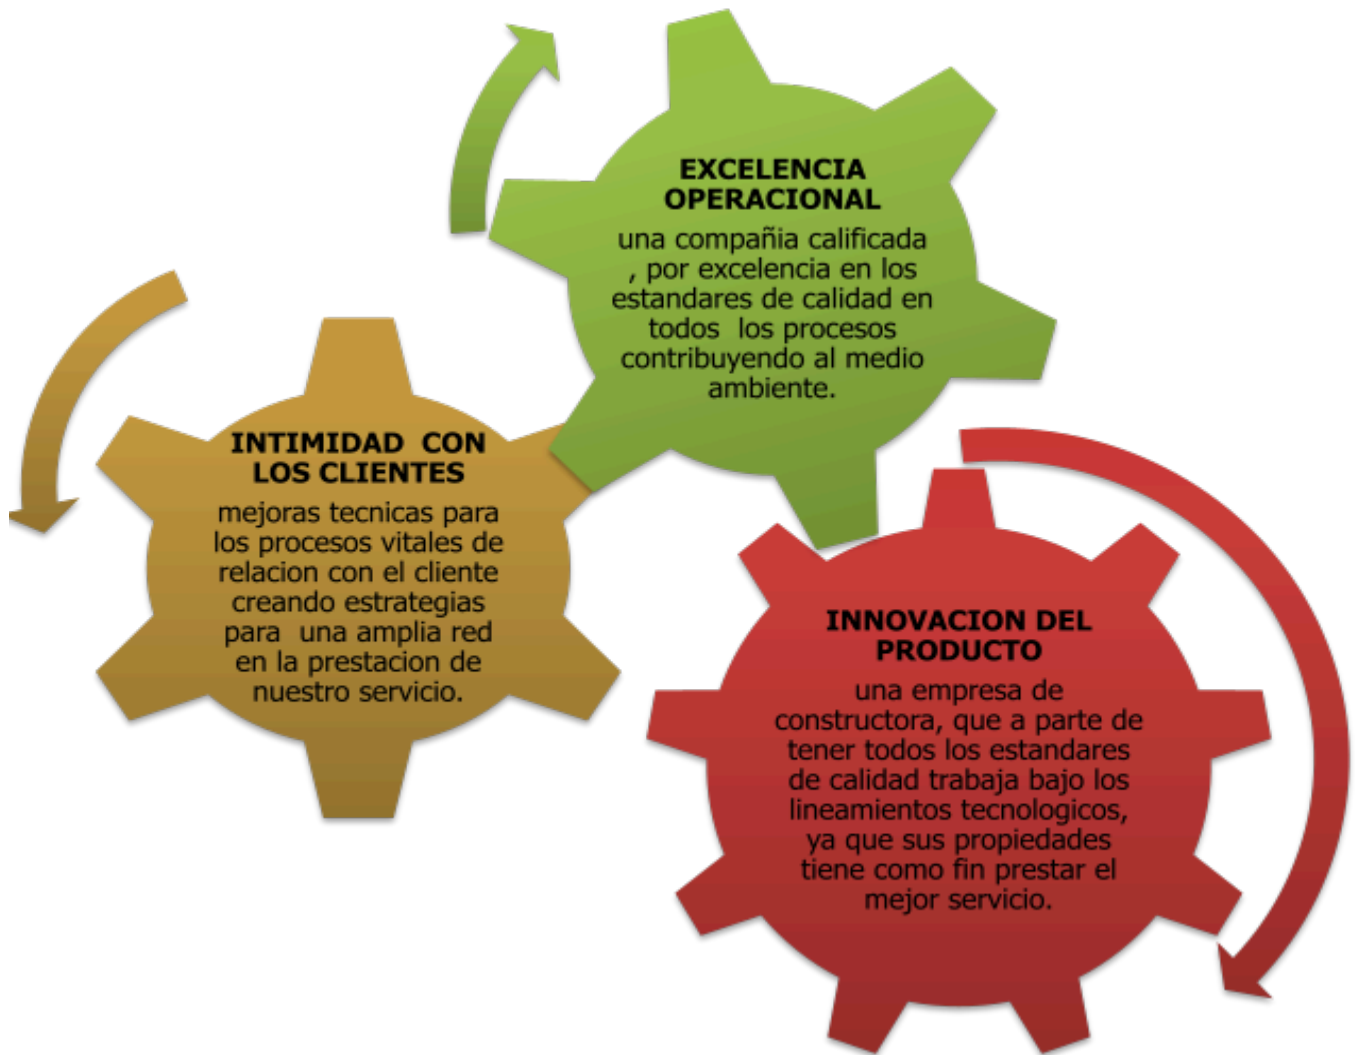 EXCELENCIA
OPERACIONAL
una compañia calificada
, por excelencia en los
estandares de calidad en
todos los procesos
contribuyendo al medio
ambiente.
INTIMIDAD CON
LOS CLIENTES
mejoras tecnicas para
los procesos vitales de
relacion con el cliente
creando estrategias
para una amplia red
en la prestacion de
nuestro servicio.
INNOVACION DEL
PRODUCTO
una empresa de
constructora, que a parte de
tener todos los estandares
de calidad trabaja bajo los
lineamientos tecnologicos,
ya que sus propiedades
tiene como fin prestar el
mejor servicio.